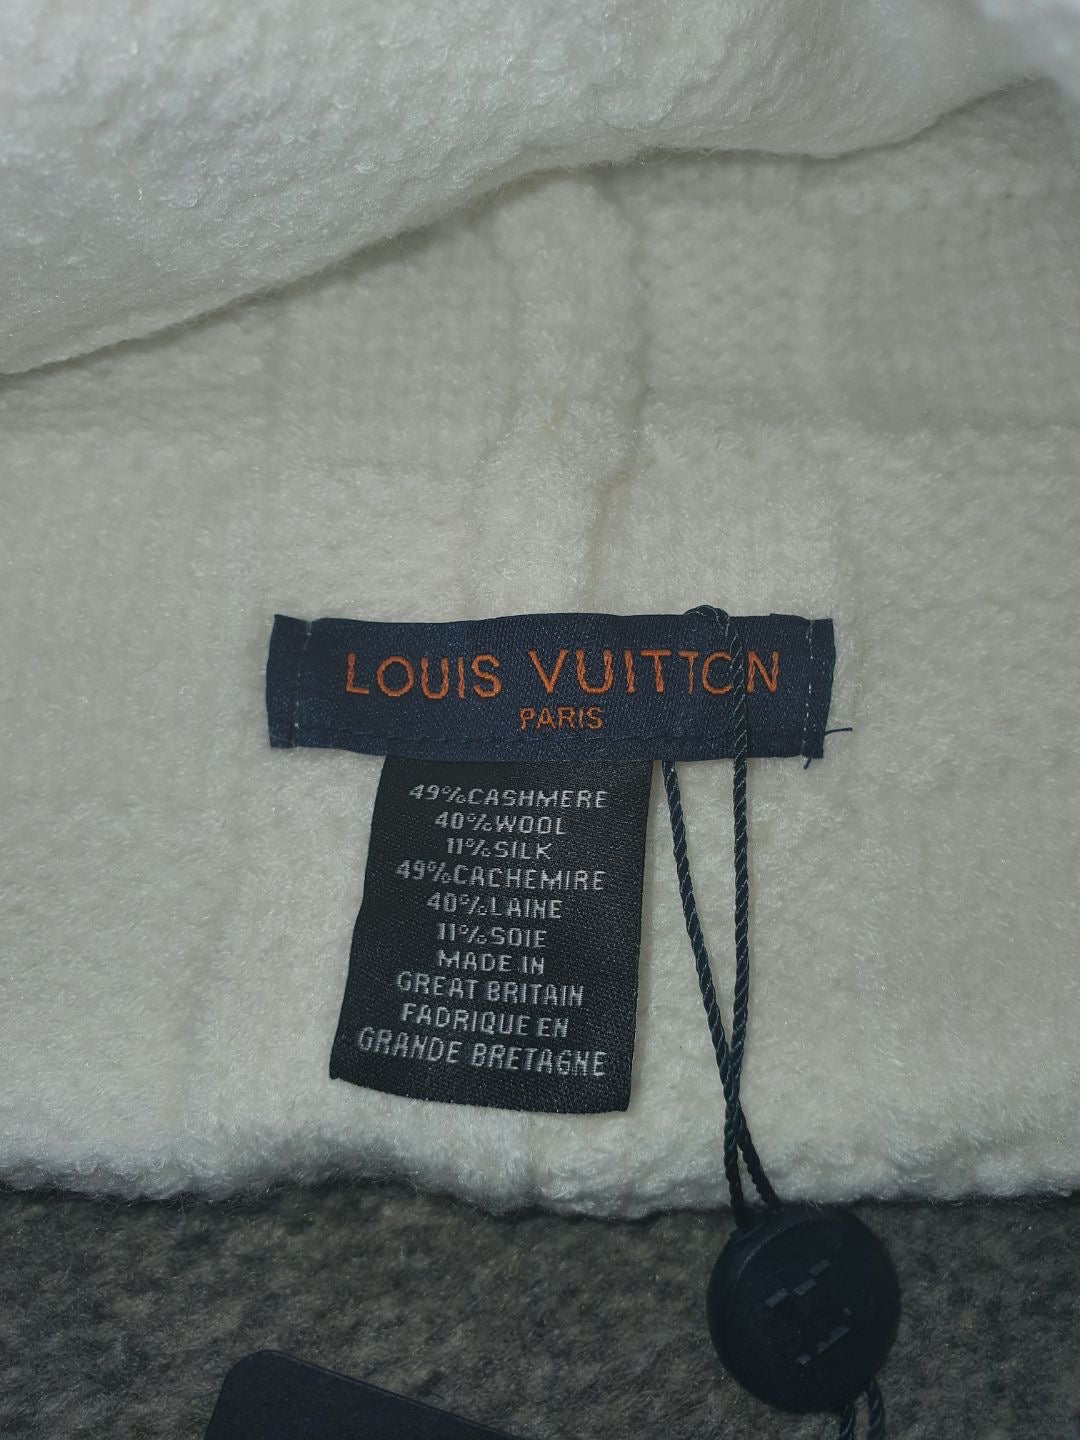 LOUIS VUITTON
PARIS
49%CASHMERE
40%WOOL
11%SILK
49%CACHEMIRE
40%LAINE
11%SOIE
MADE IN
GREAT BRITAIN
FADRIQUE EN
GRANDE BRETAGNE